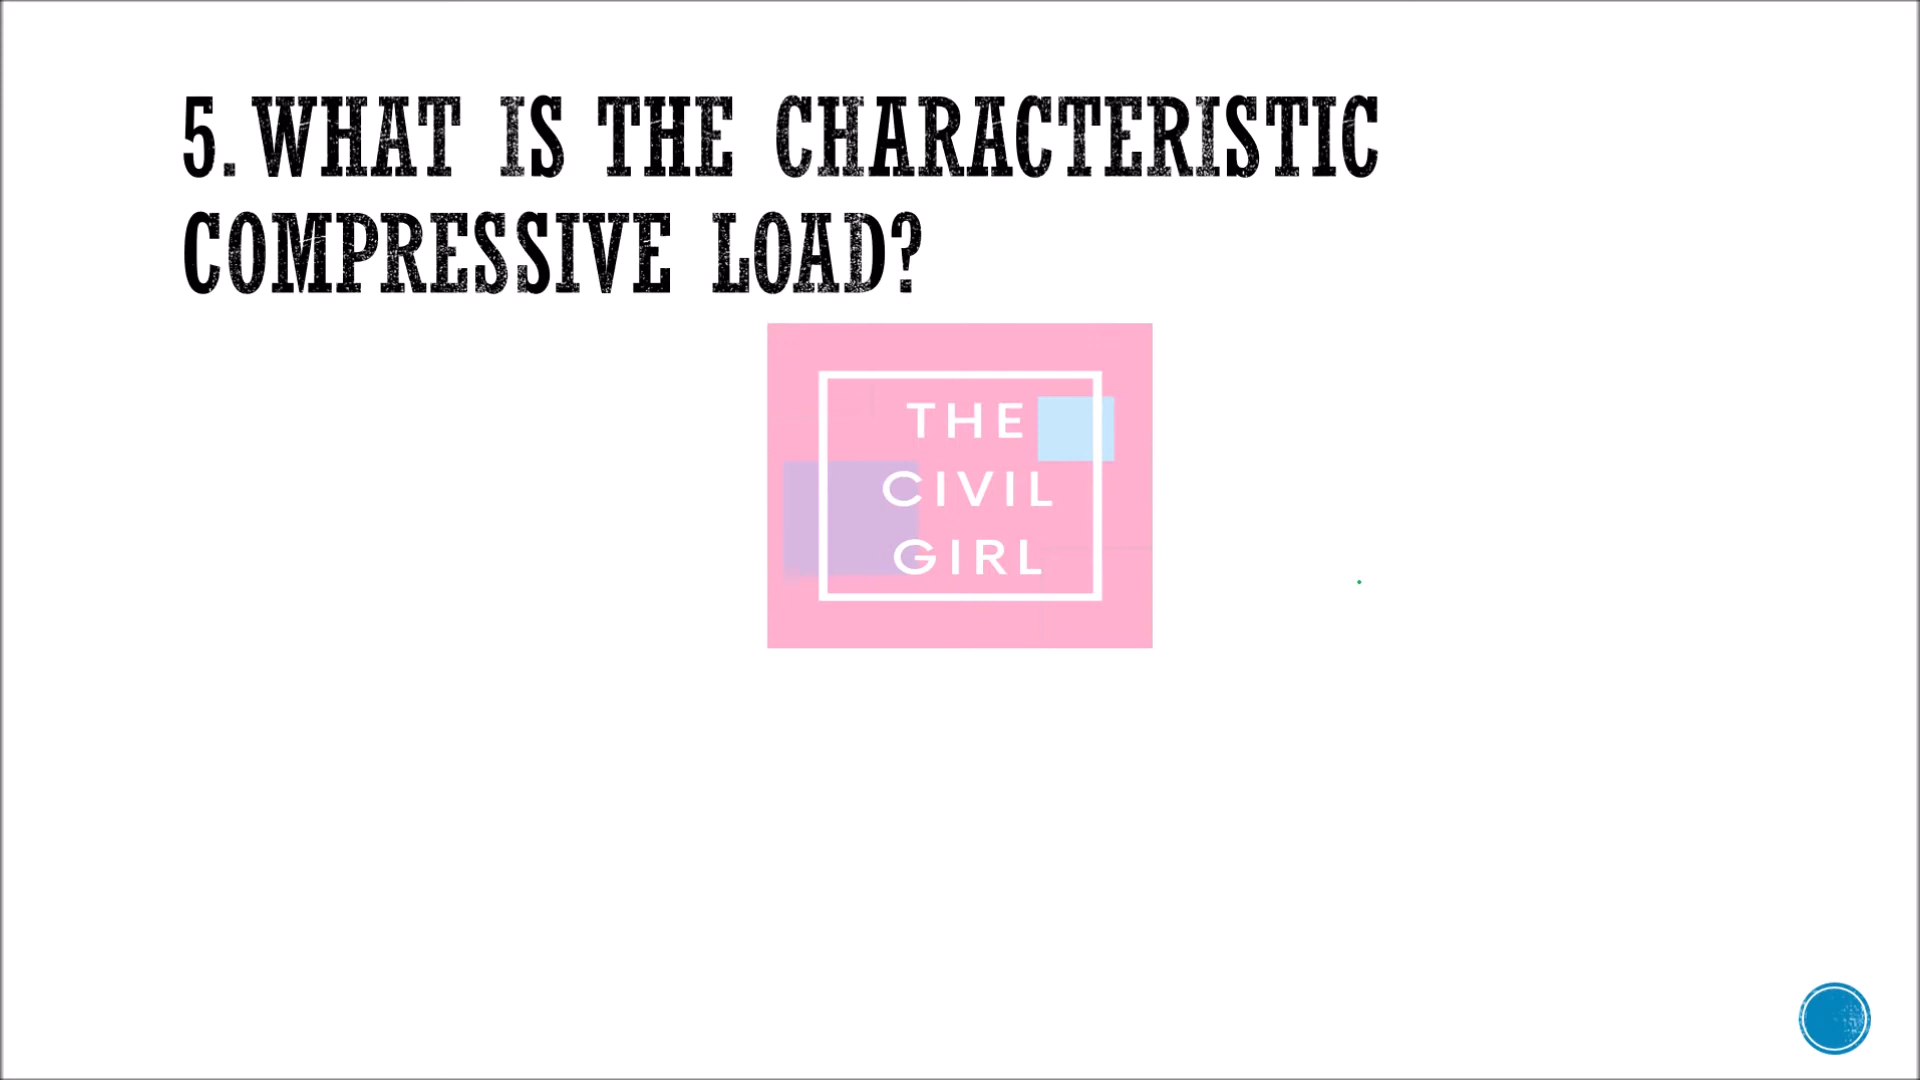 5. WHAT IS THE CHARACTERISTIC
COMPRESSIVE LOAD?
THE
CIVIL
GIRL